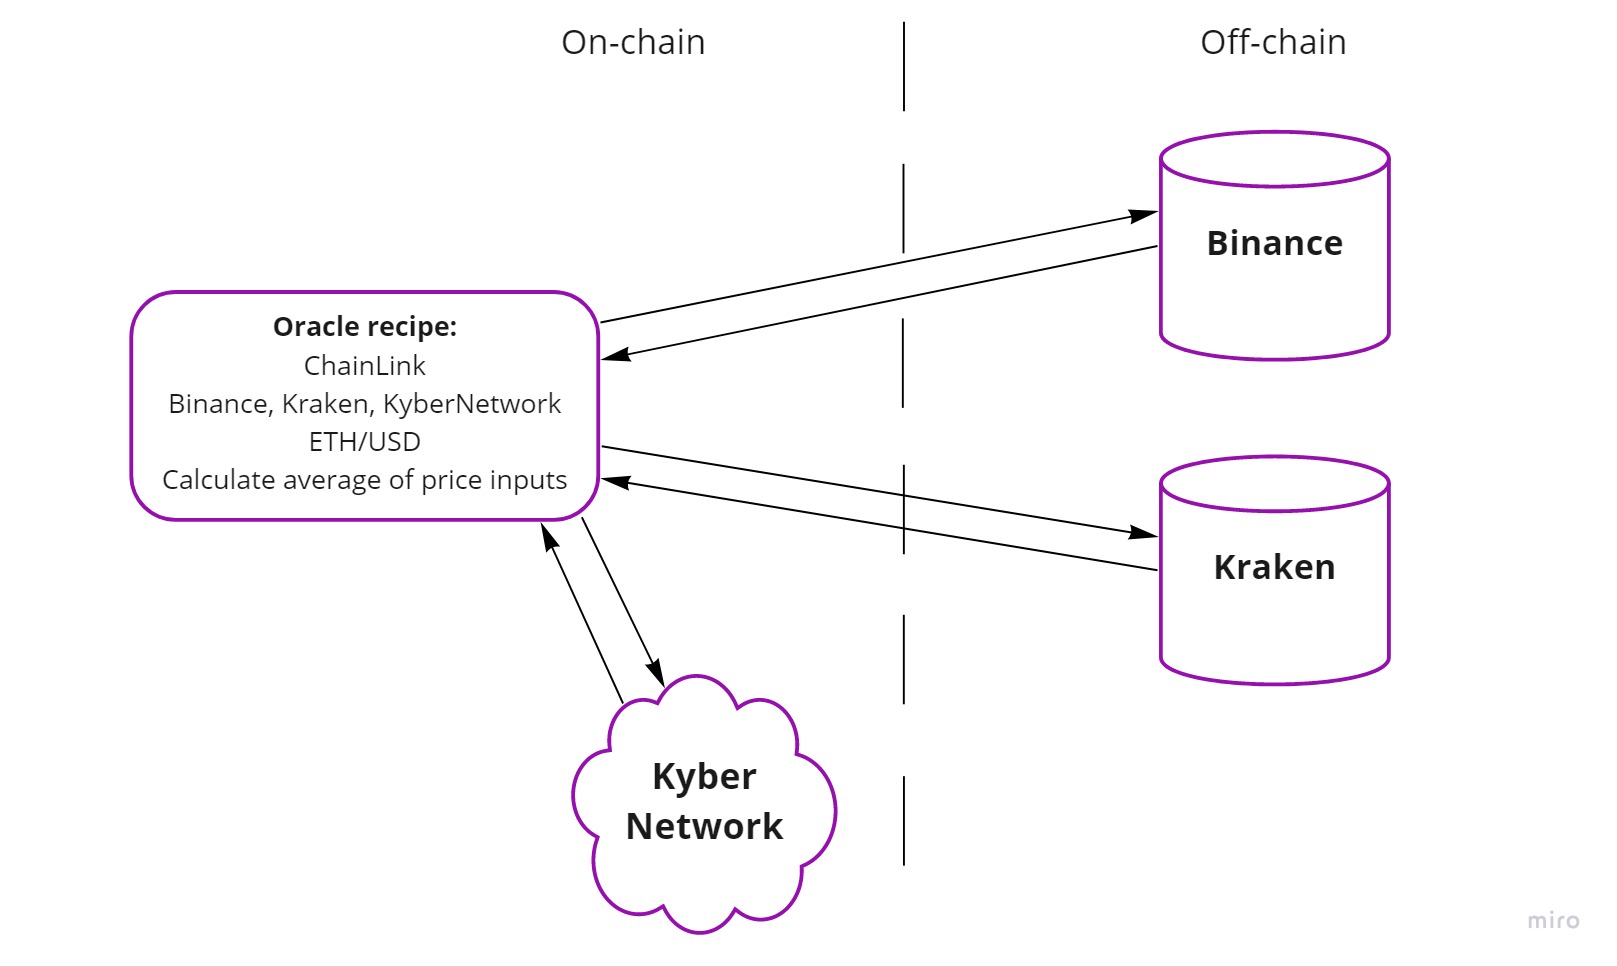 On-chain
Off-chain
Binance
Oracle recipe:
ChainLink
Binance, Kraken, KyberNetwork
ETH/USD
Calculate average of price inputs
Kraken
Kyber
Network
miro